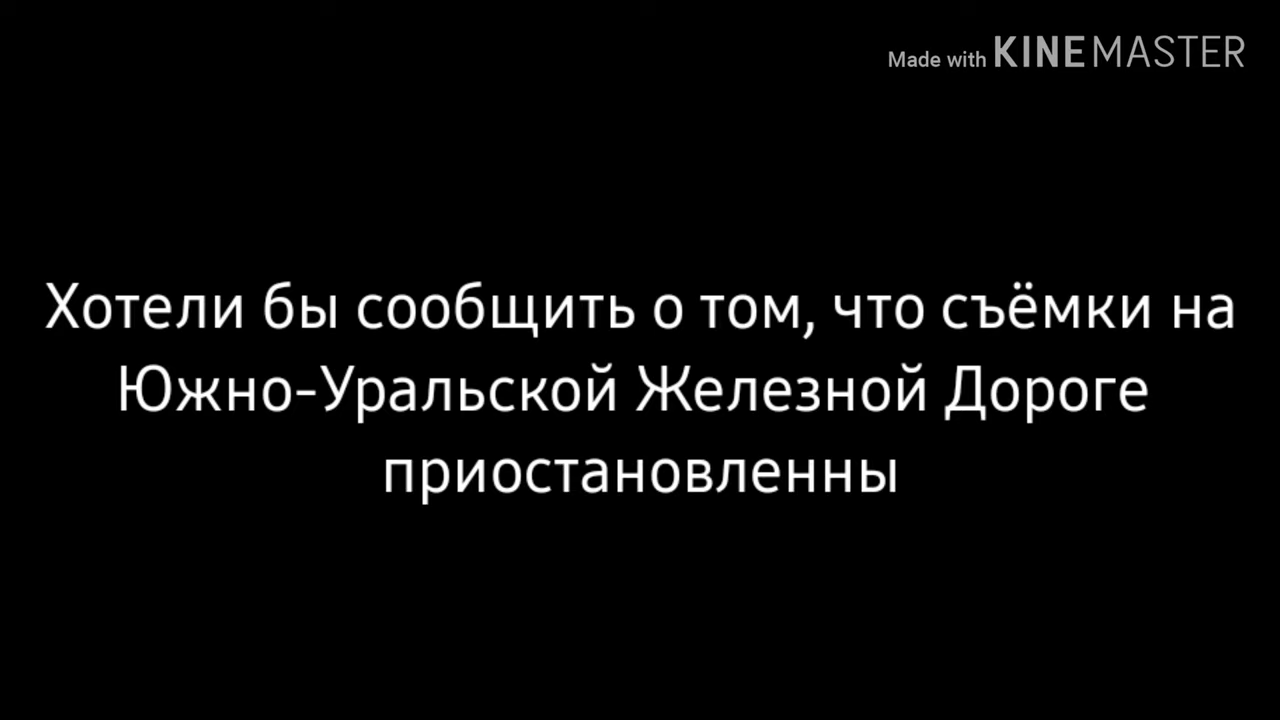 Made with KINEMASTER
Хотели бы сообщить о том, что съёмки на
Южно-Уральской Железной Дороге
приостановленны